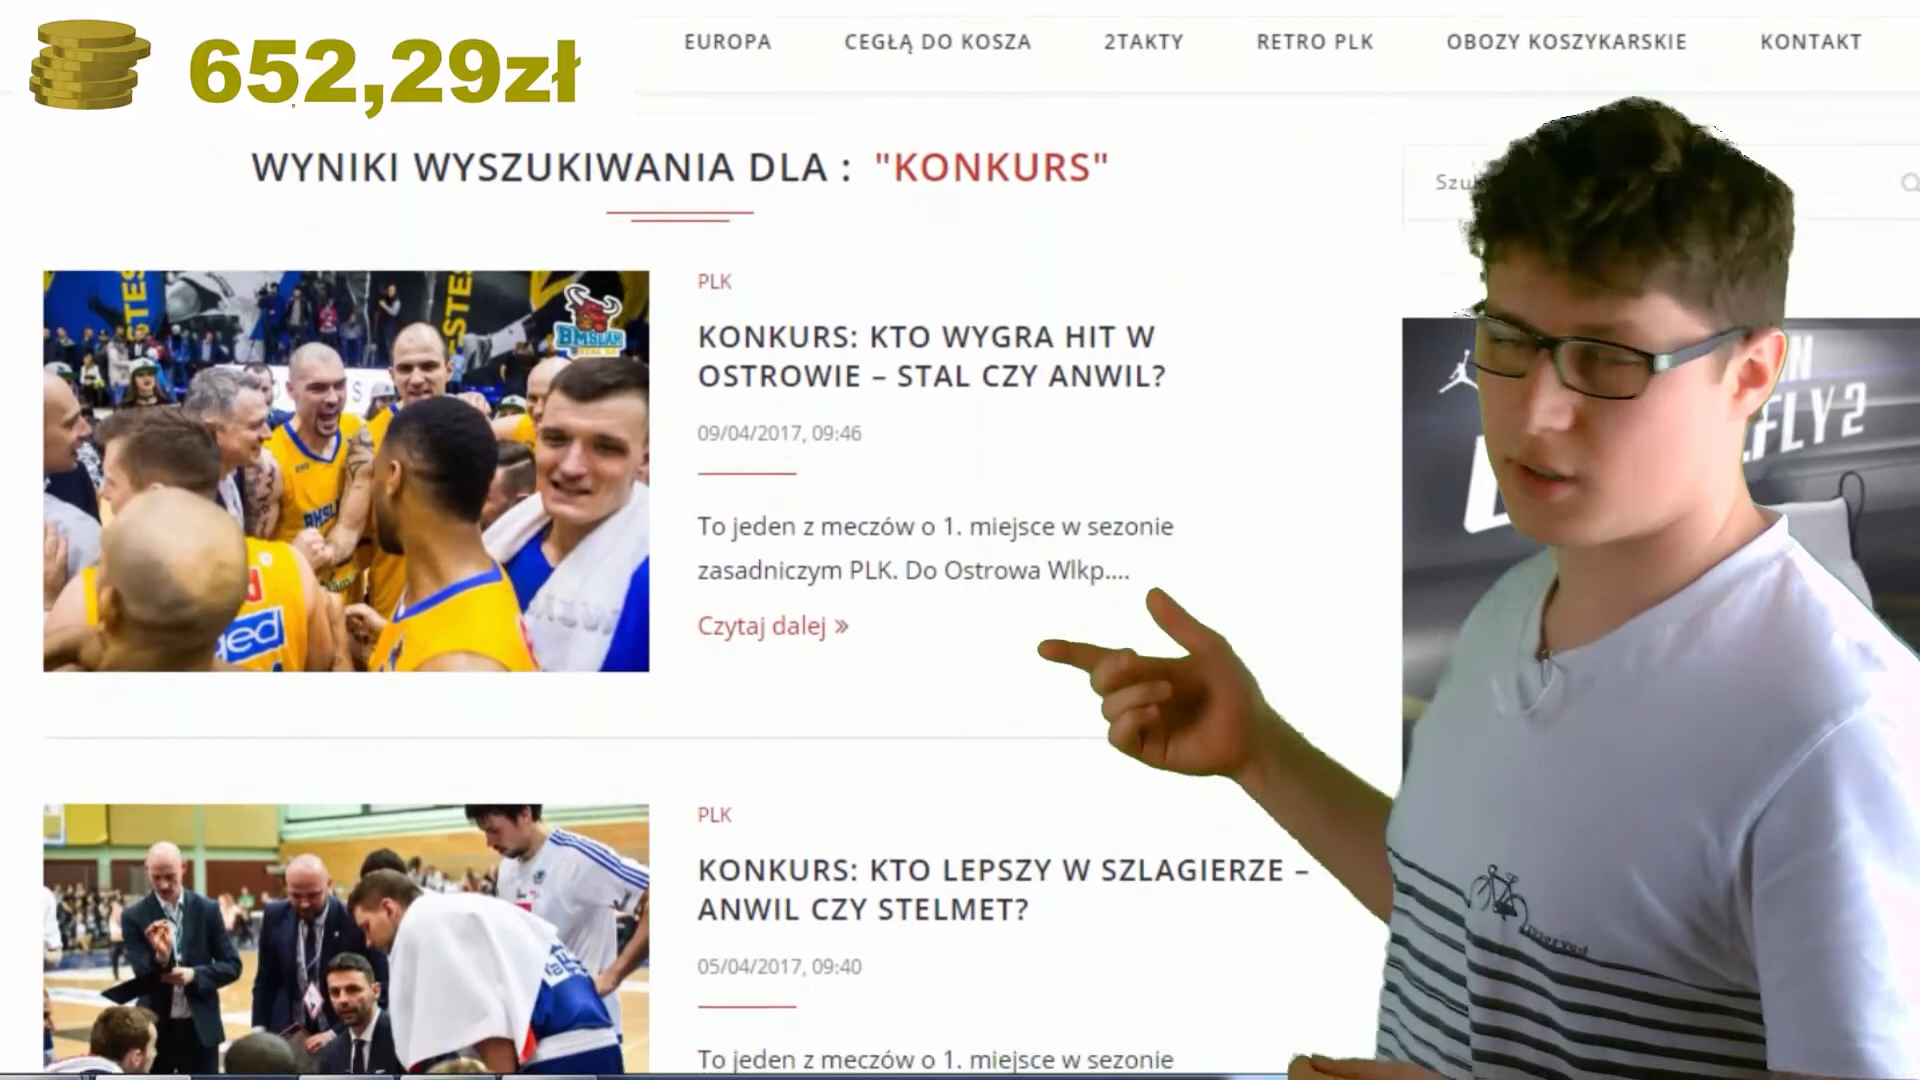 652,29zł
EUROPA CEGŁĄ DO KOSZA 2TAKTY RETRO PLK OBOZY KOSZYKARSKIE KONTAKT
WYNIKI WYSZUKIWANIA DLA : "KONKURS"
PLK
KONKURS: KTO WYGRA HIT W
OSTROWIE – STAL CZY ANWIL?
09/04/2017, 09:46
To jeden z meczów o 1. miejsce w sezonie
zasadniczym PLK. Do Ostrowa Wlkp....
Czytaj dalej »
BMSLAM
FLY 2
PLK
KONKURS: KTO LEPSZY W SZLAGIERZE –
ANWIL CZY STELMET?
05/04/2017, 09:40
To jeden z meczów o 1. miejsce w sezonie